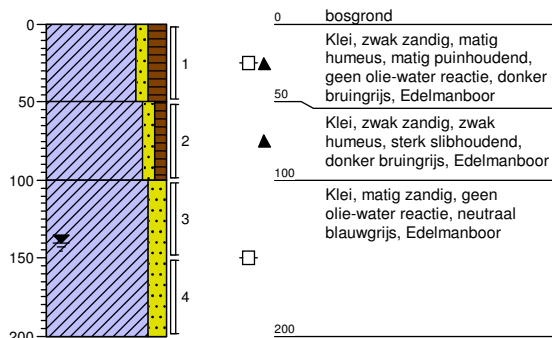 0
50
100
150
200
1
2
3
4
0 bosgrond
Klei, zwak zandig, matig
humeus, matig puinhoudend,
geen olie-water reactie, donker
bruingrijs, Edelmanboor
50
Klei, zwak zandig, zwak
humeus, sterk slibhoudend,
donker bruingrijs, Edelmanboor
100
Klei, matig zandig, geen
olie-water reactie, neutraal
blauwgrijs, Edelmanboor
200